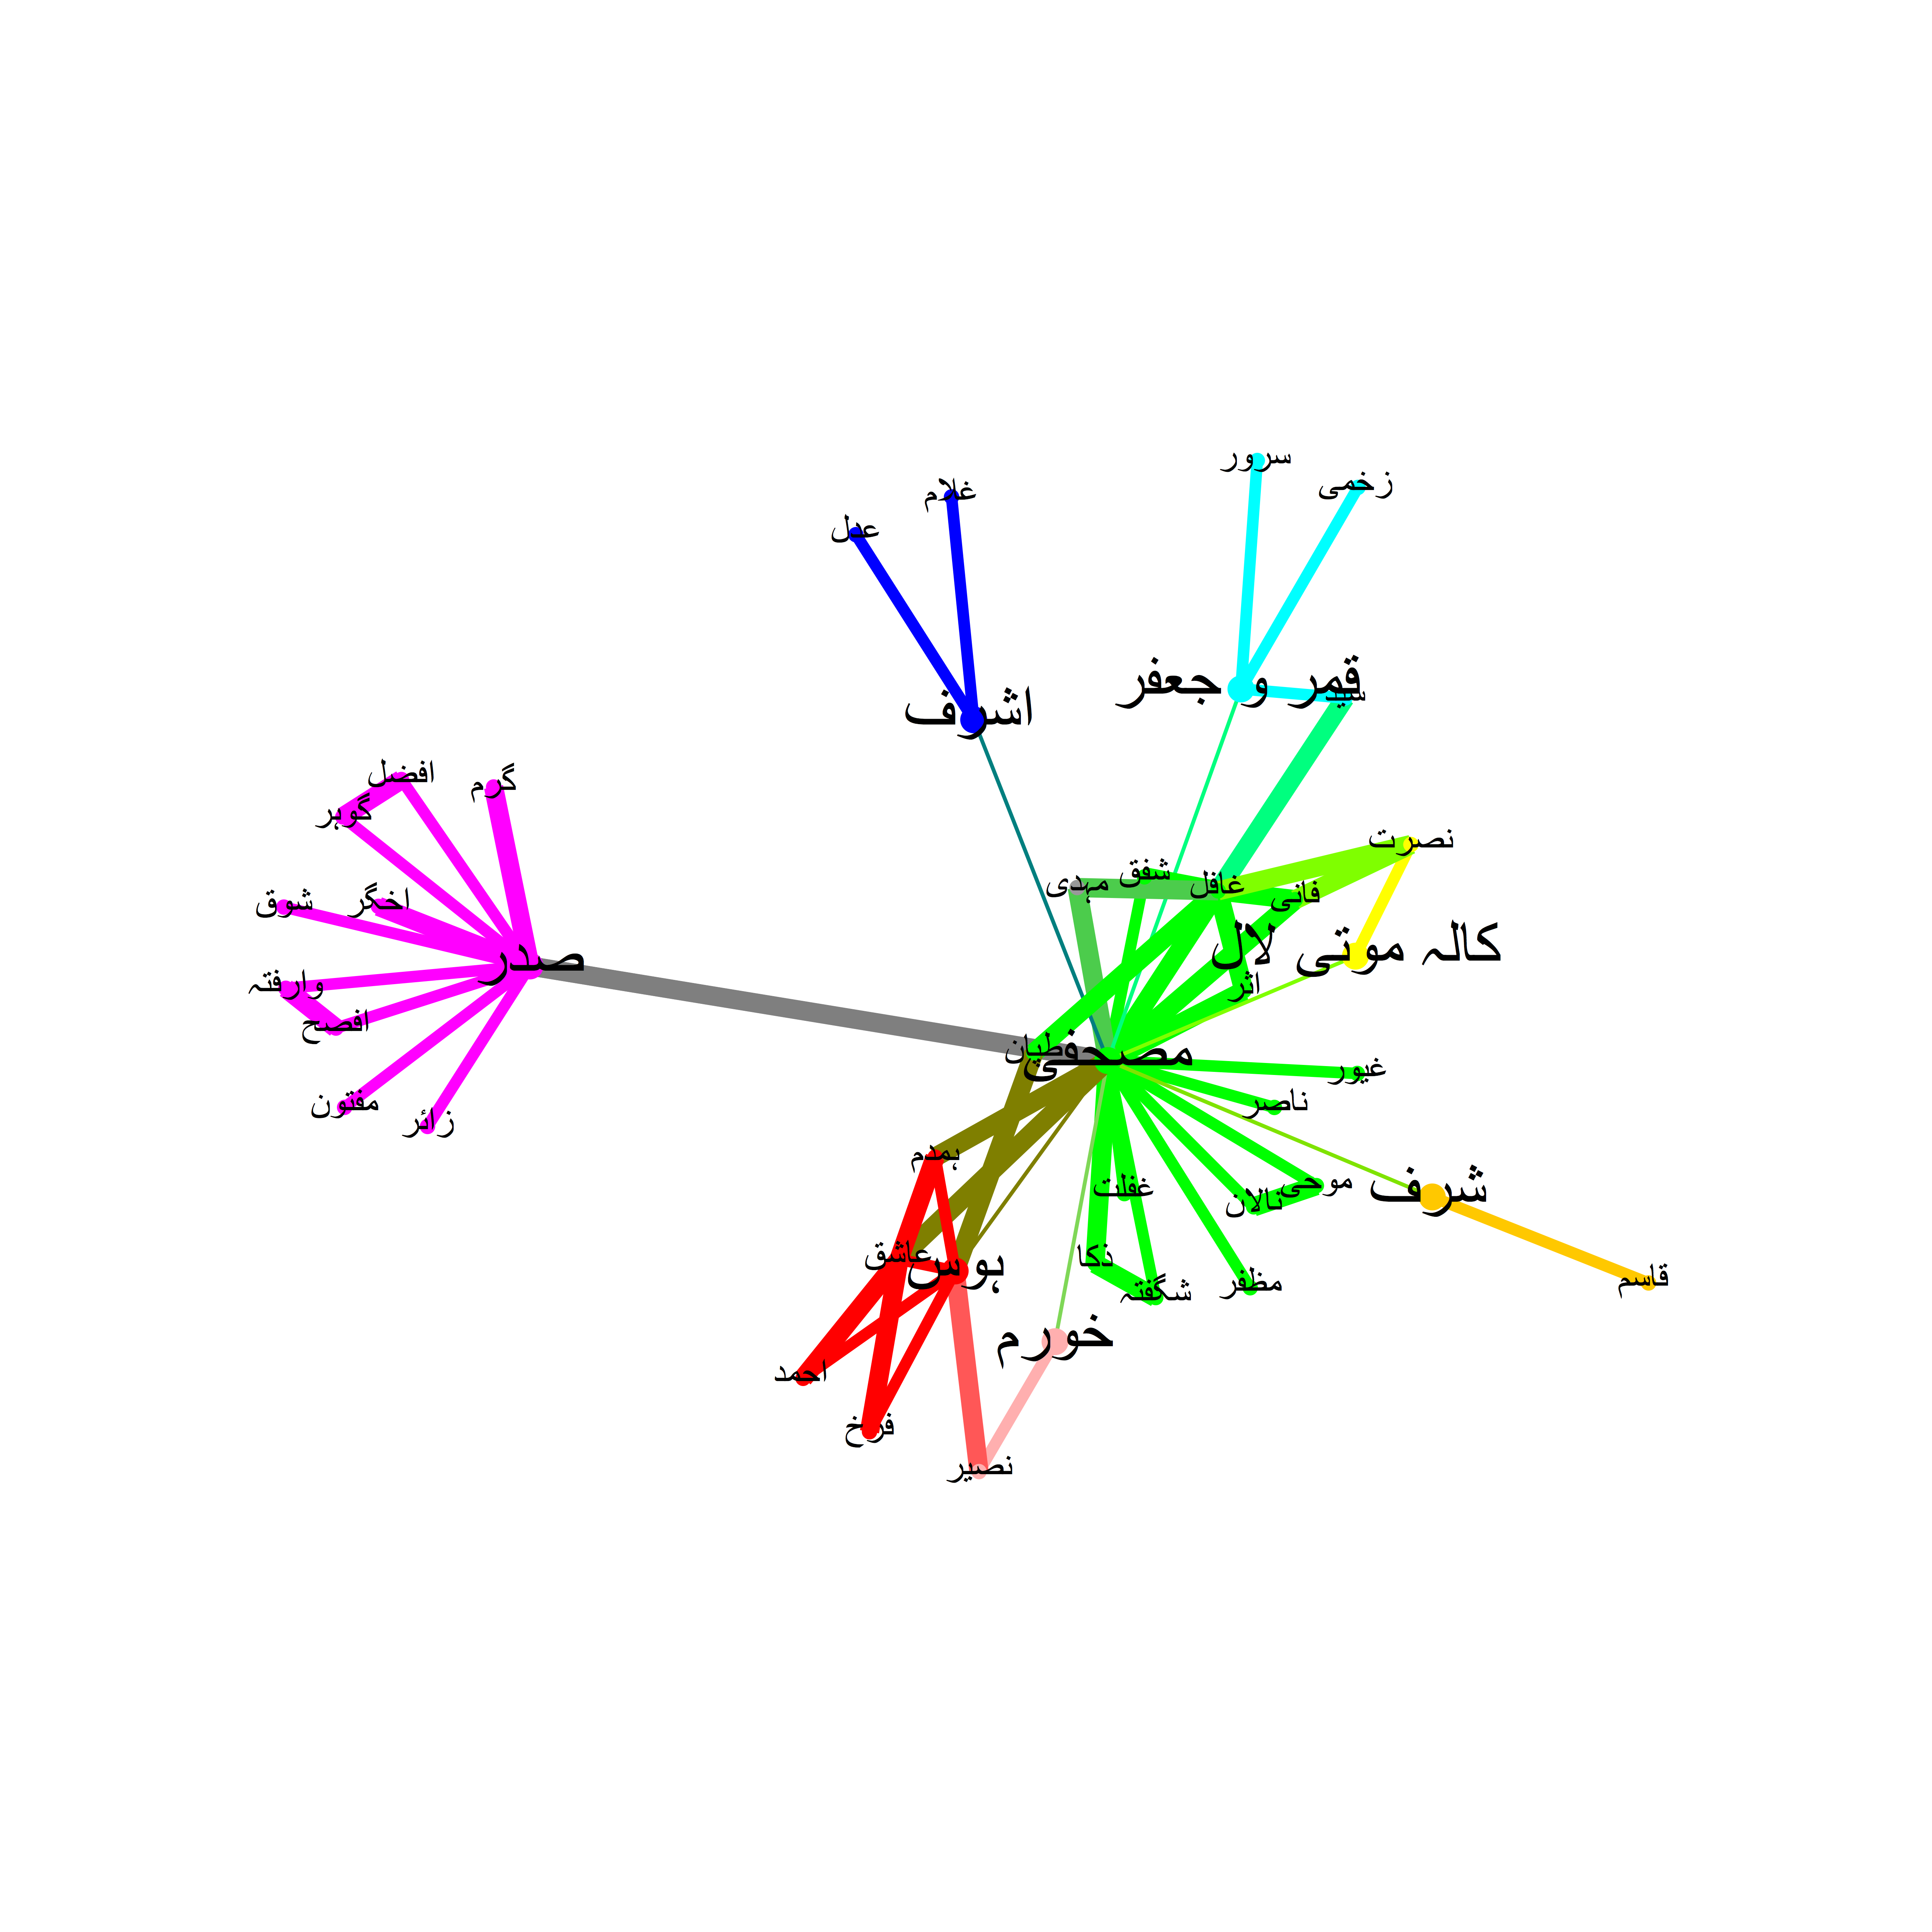 سرور
زخمی
غلام
عدل
قمر و جعفر
سید
اشرف
افضل
گرم
گوہر
نصرت
شفق
مہدی
غافل
فانی
اخگر
شوق
کالہ موتی لال
صدر
وارفتہ
اثر
افصح
طپان
مصحفی
غیور
مفتون
زائر
ناصر
ہمدم
غفلت
موجی
نالان
شرف
عاشق
ہوس
ذکا
شگفتہ
مظفر
قاسم
خورم
احمد
فرخ
نصیر